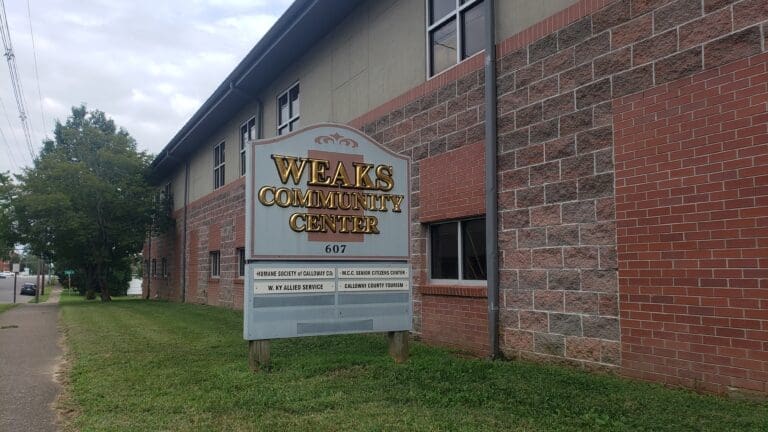 WEAKS
COMMUNITY
CENTER
607
HUMANE SOCIETY of CALLOWAY CO.
M.C.C. SENIOR CITIZENS CENTER
W. KY ALLIED SERVICE
CALLOWAY COUNTY TOURISM